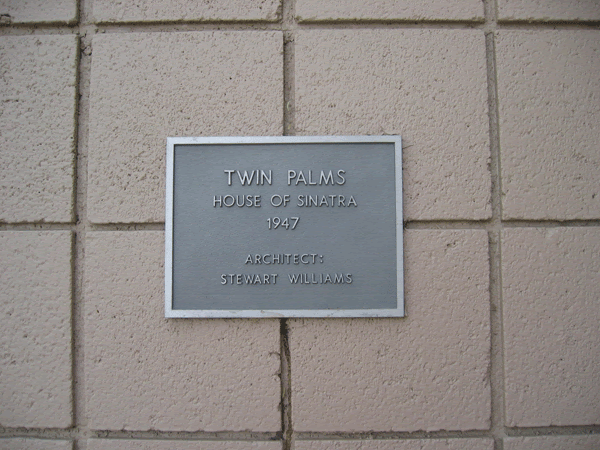 TWIN PALMS
HOUSE OF SINATRA
1947
ARCHITECT:
STEWART WILLIAMS